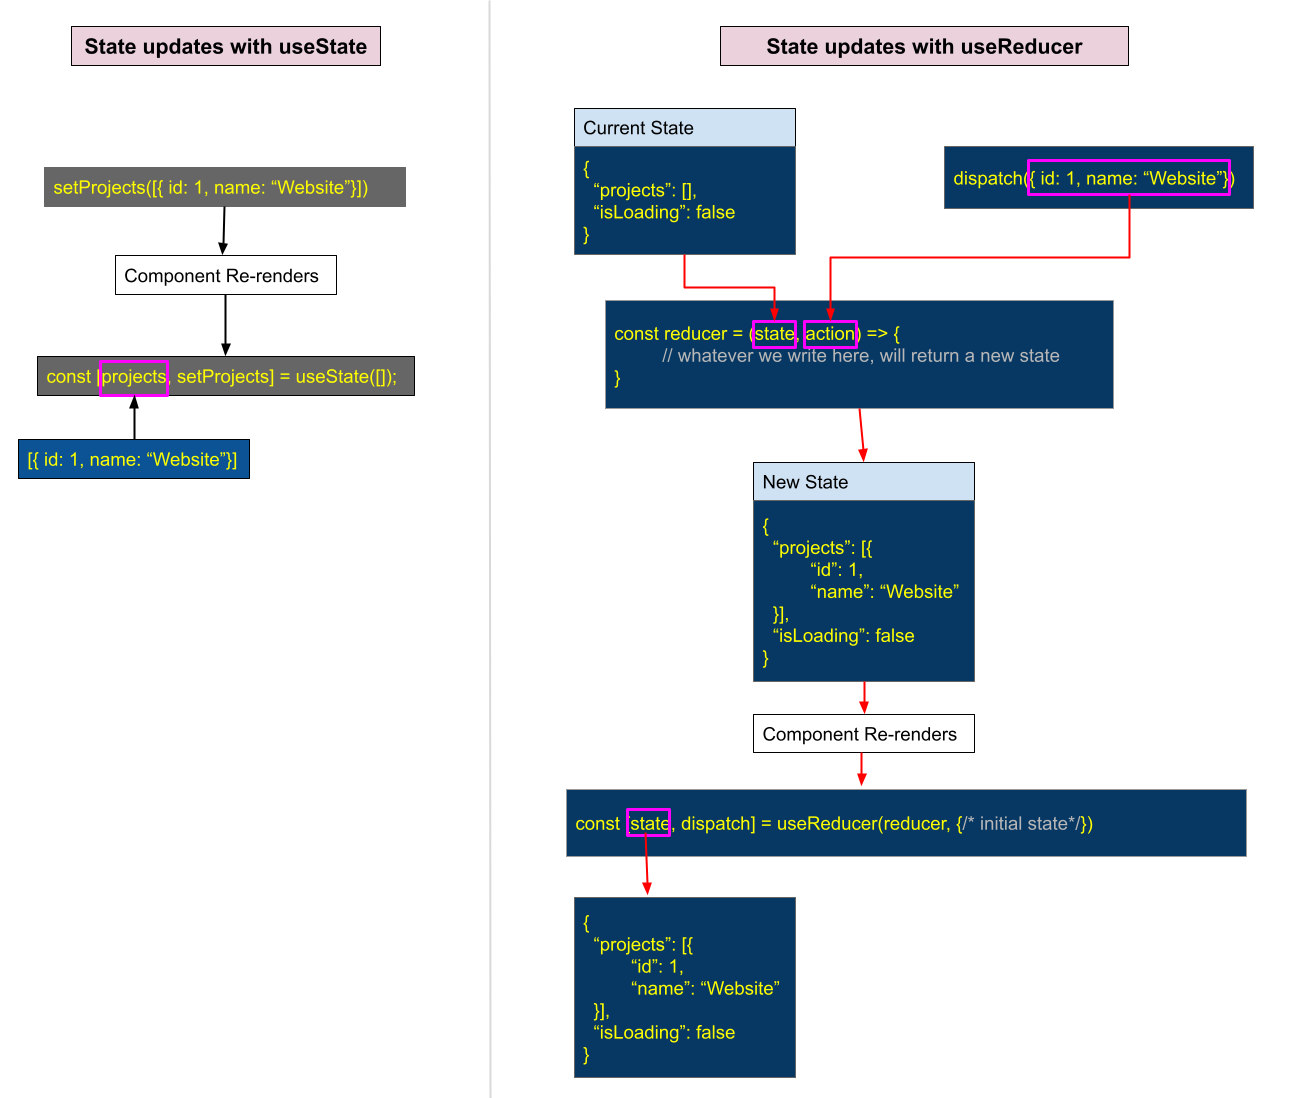 State updates with useState
setProjects([{ id: 1, name: “Website”}])
Component Re-renders
const [projects, setProjects] = useState([]);
[{ id: 1, name: “Website”}]
State updates with useReducer
Current State
{
“projects”: [],
“isLoading”: false
}
dispatch({ id: 1, name: “Website”})
const reducer = (state, action) => {
// whatever we write here, will return a new state
}
New State
{
“projects”: [{
“id”: 1,
“name”: “Website”
}],
“isLoading”: false
}
Component Re-renders
const [state, dispatch] = useReducer(reducer, {/* initial state*/})
{
“projects”: [{
“id”: 1,
“name”: “Website”
}],
“isLoading”: false
}